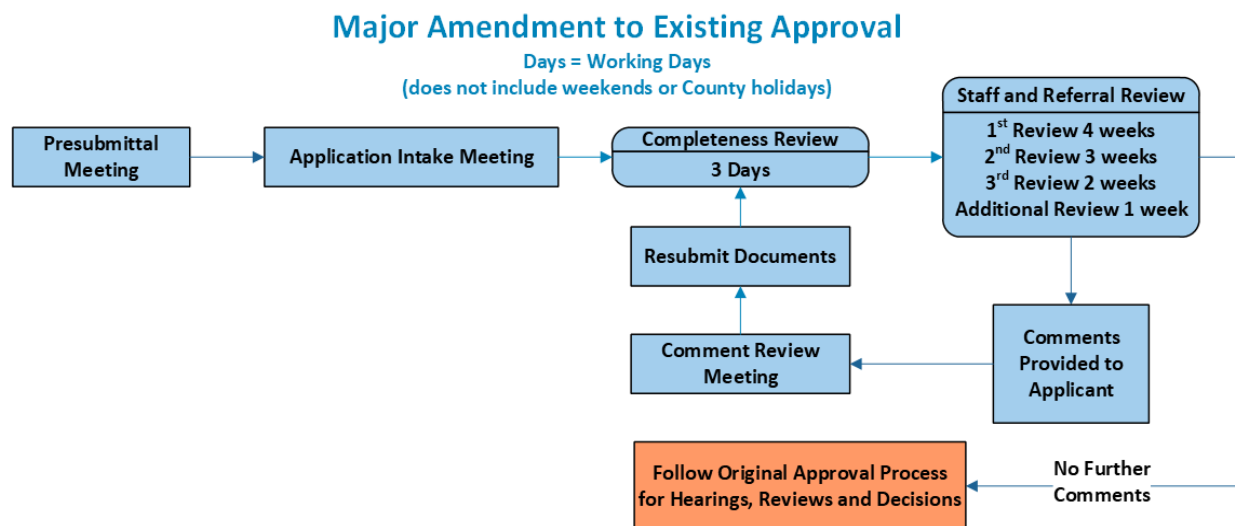 Major Amendment to Existing Approval
Days = Working Days
(does not include weekends or County holidays)
Presubmittal
Meeting
Application Intake Meeting
Completeness Review
3 Days
Staff and Referral Review
1st Review 4 weeks
2nd Review 3 weeks
3rd Review 2 weeks
Additional Review 1 week
Resubmit Documents
Comment Review
Meeting
Comments
Provided to
Applicant
Follow Original Approval Process
for Hearings, Reviews and Decisions
No Further
Comments